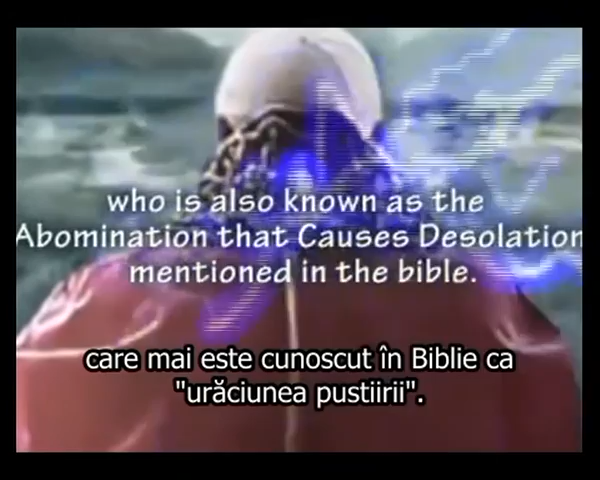 who is also known as the
Abomination that Causes Desolation
mentioned in the bible.
care mai este cunoscut în Biblie ca
"urăciunea pustiirii".